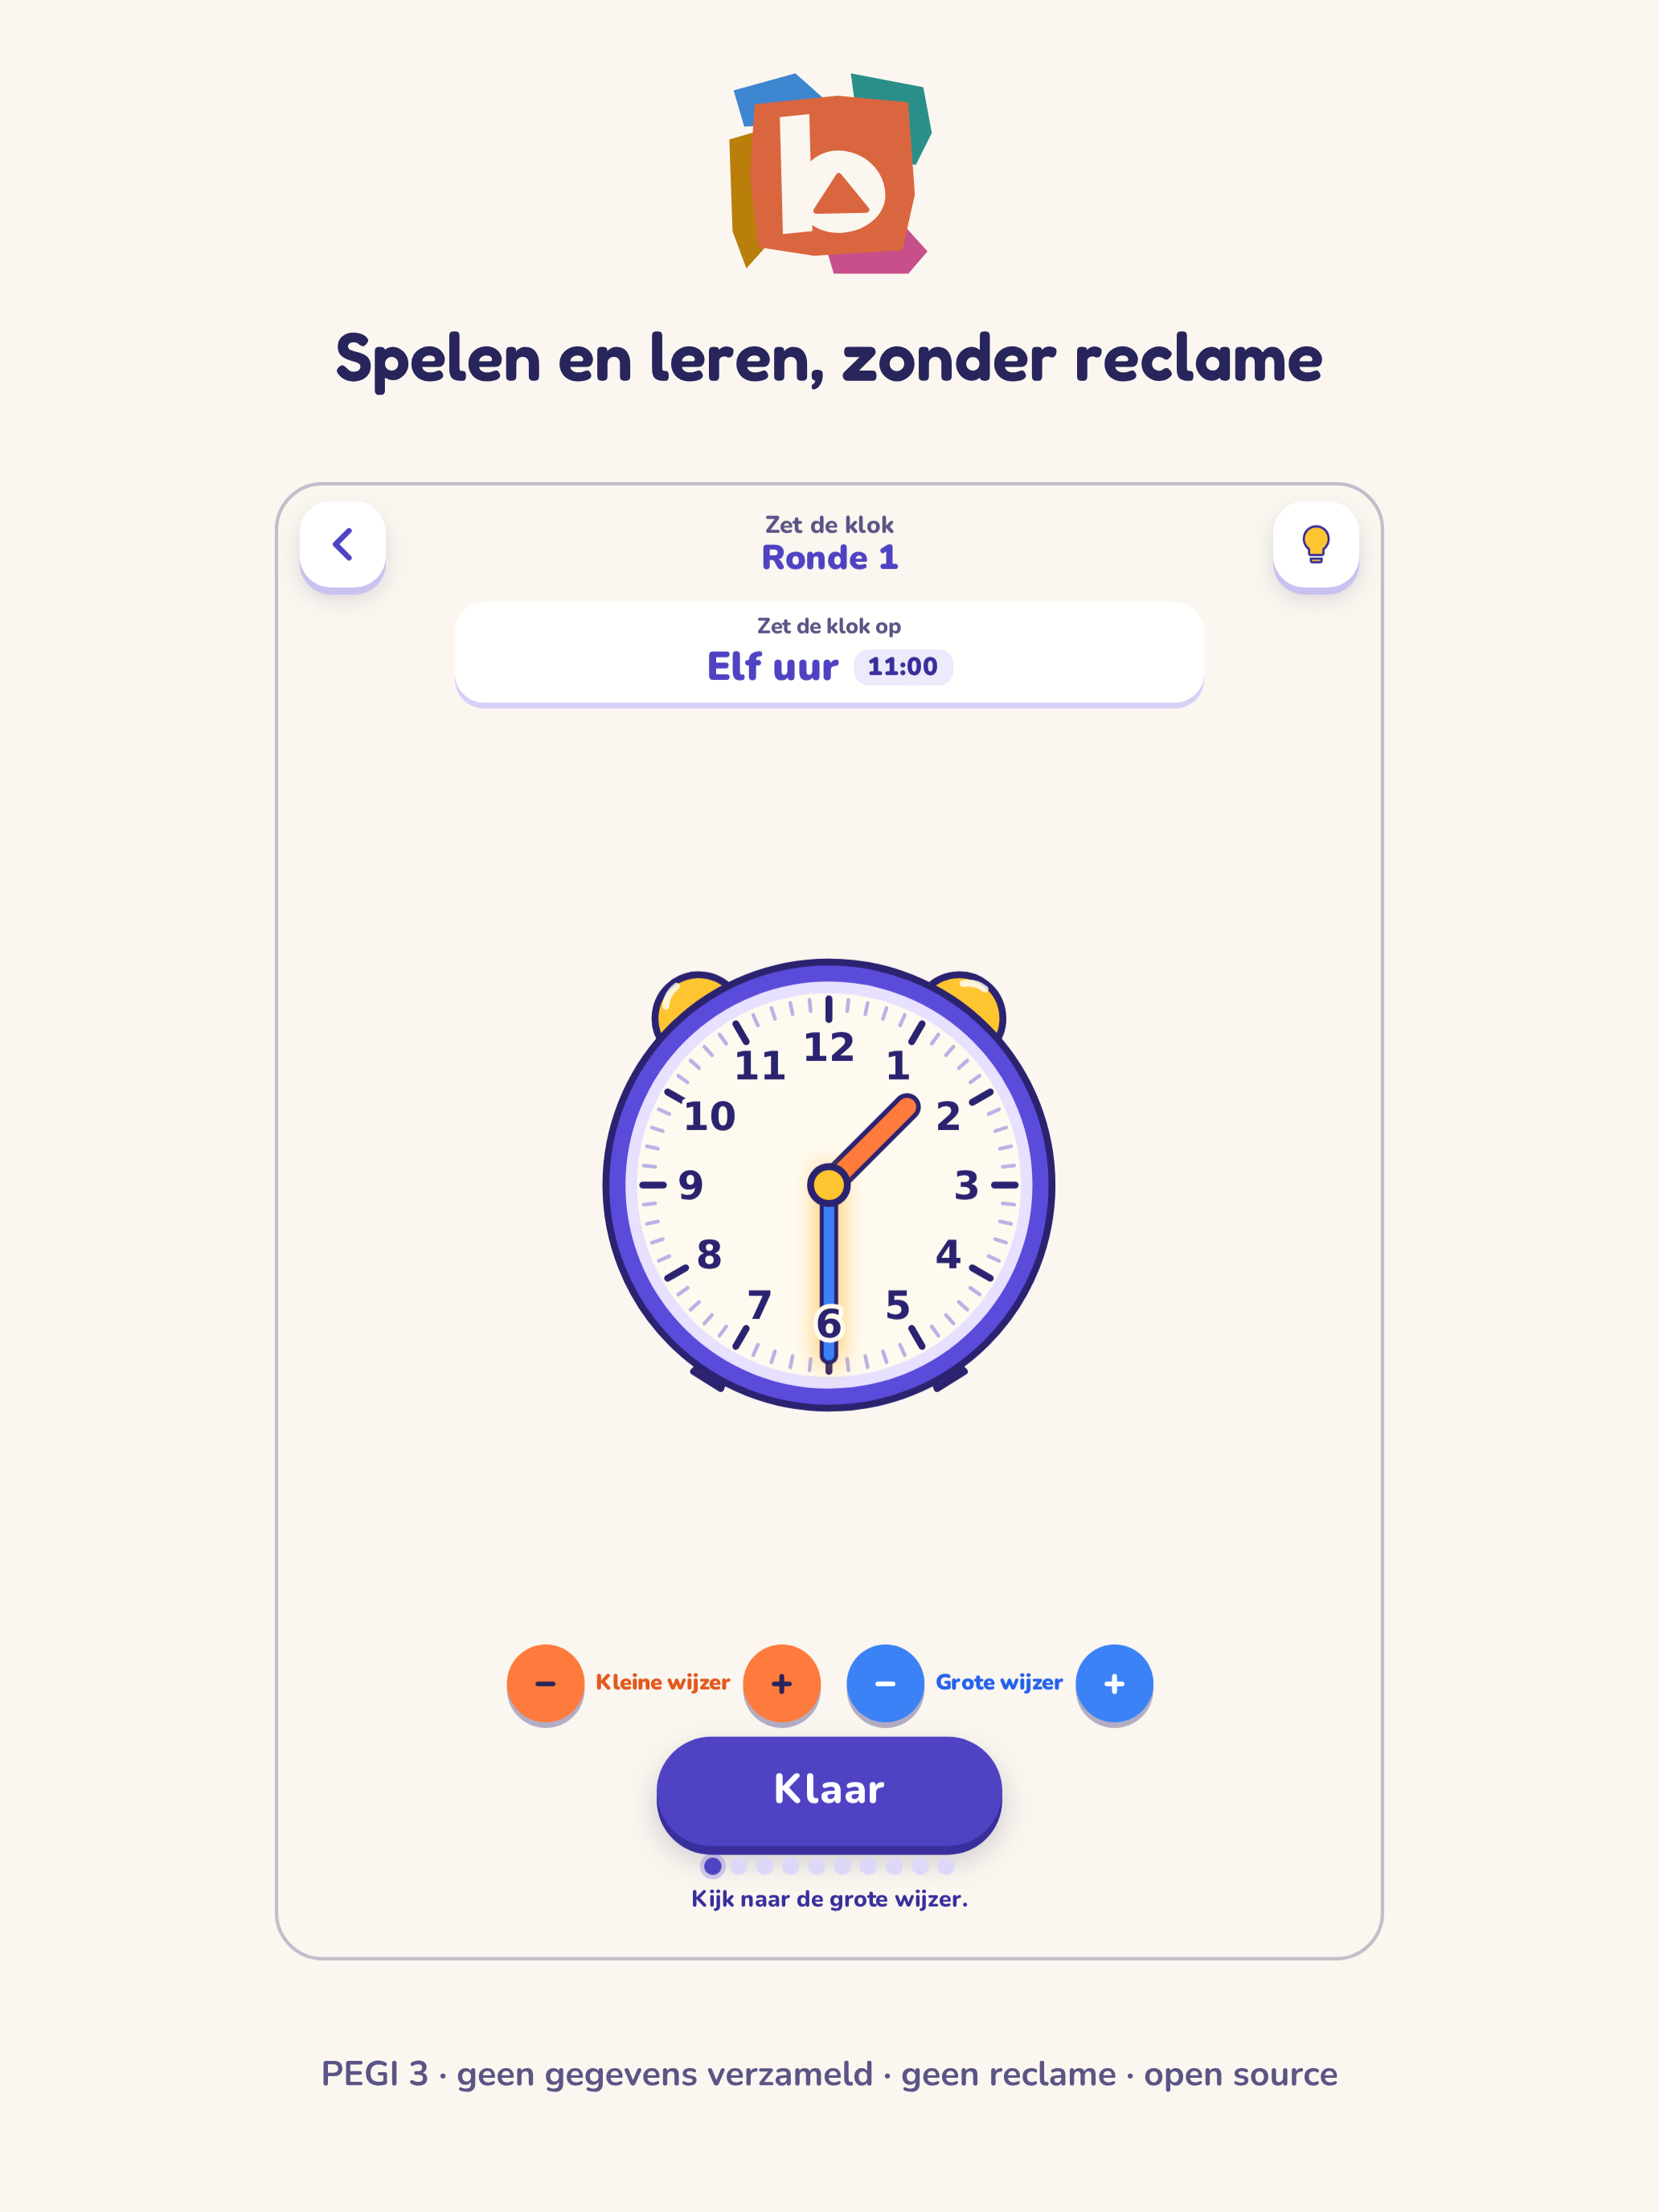 b
Spelen en leren, zonder reclame
Zet de klok
Ronde 1
Zet de klok op
Elf uur 11:00
12
11 1
10 2
9 3
8 4
7 5
6
− Kleine wijzer + − Grote wijzer +
Klaar
Kijk naar de grote wijzer.
PEGI 3 · geen gegevens verzameld · geen reclame · open source